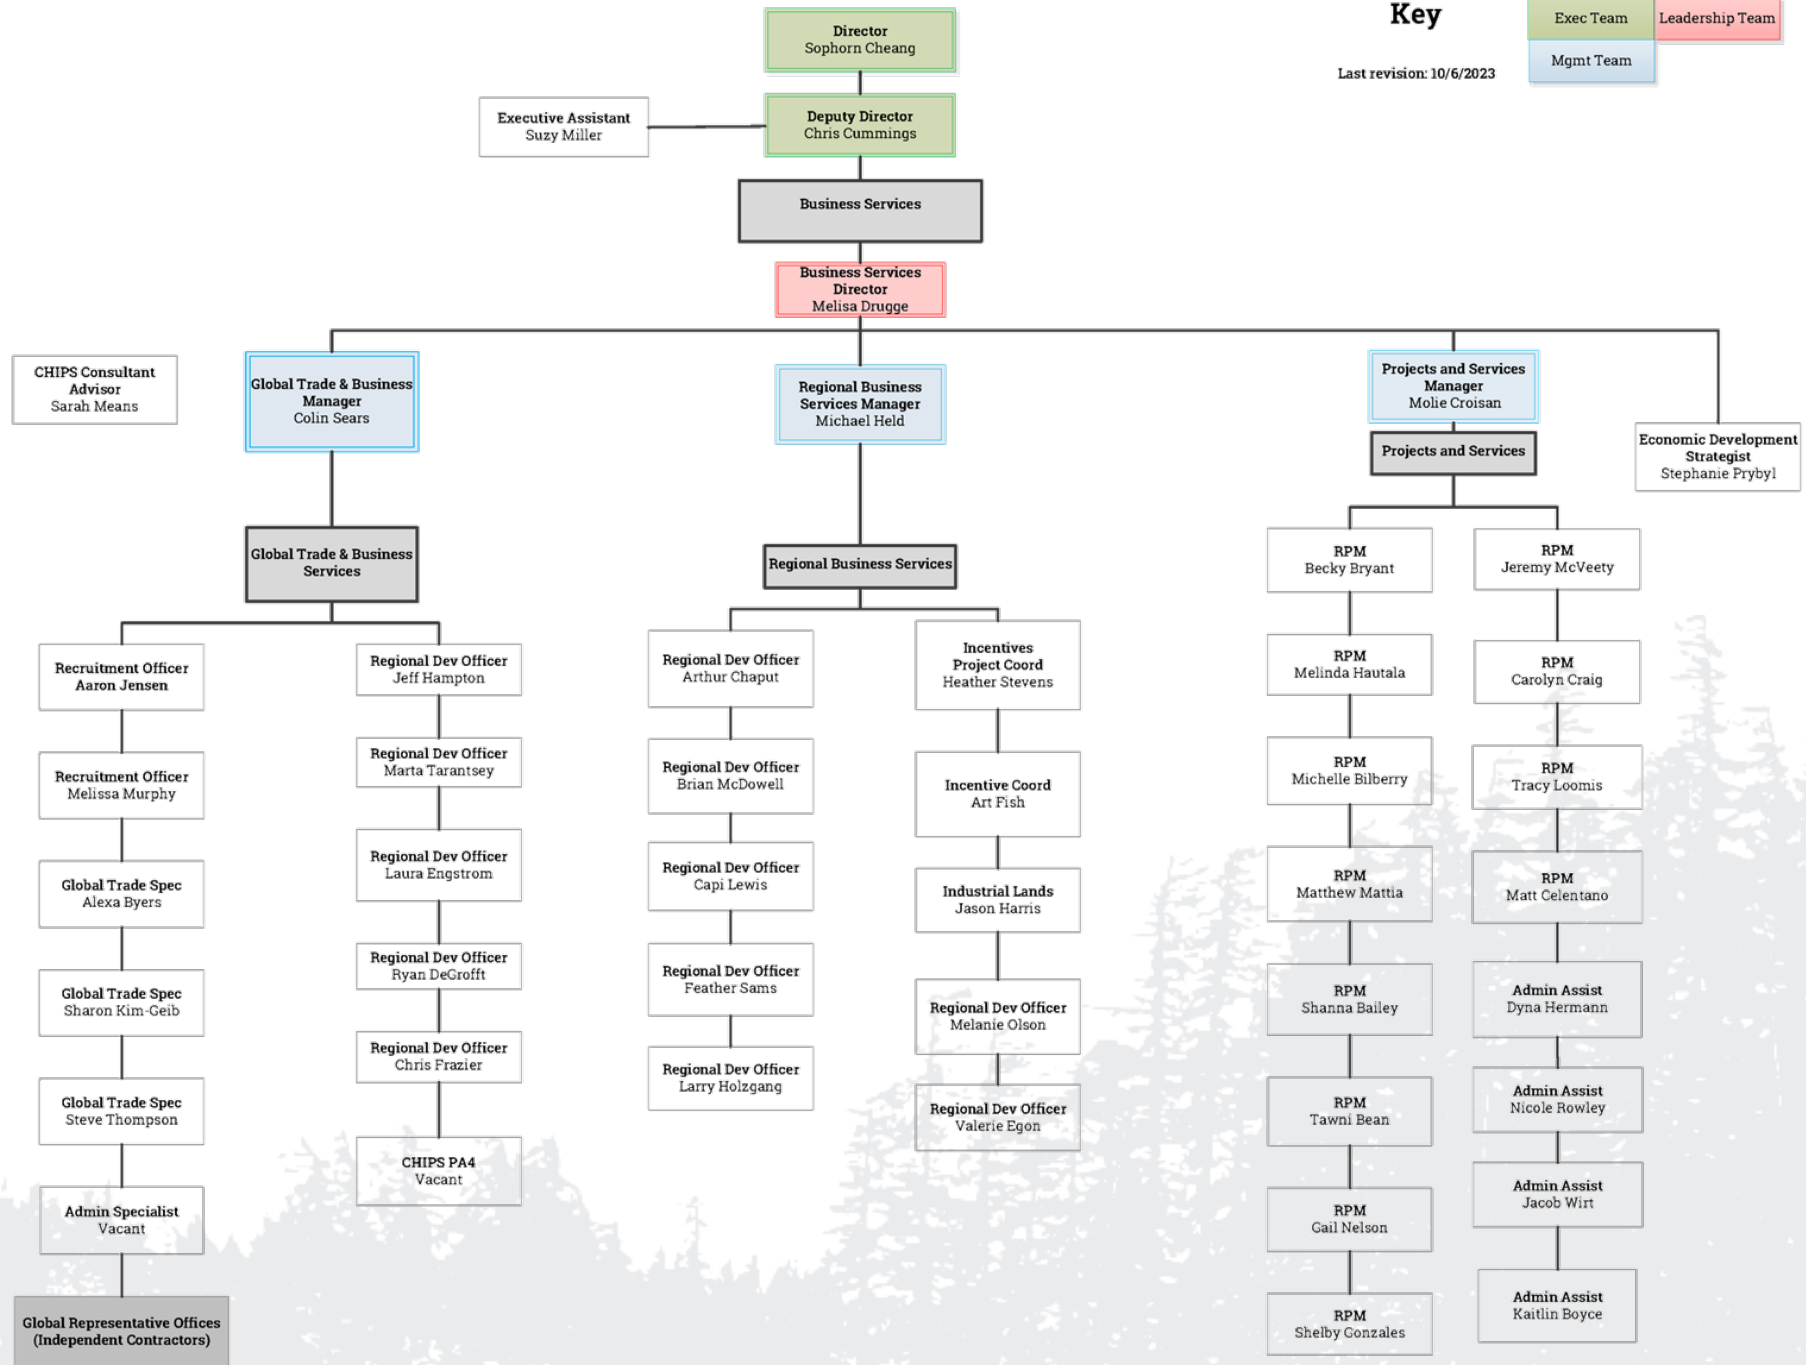 Key
Exec Team
Leadership Team
Mgmt Team
Last revision: 10/6/2023
Director
Sophorn Cheang
Deputy Director
Chris Cummings
Executive Assistant
Suzy Miller
Business Services
Business Services
Director
Melisa Drugge
CHIPS Consultant
Advisor
Sarah Means
Global Trade & Business
Manager
Colin Sears
Regional Business
Services Manager
Michael Held
Projects and Services
Manager
Molie Croisan
Projects and Services
Economic Development
Strategist
Stephanie Prybyl
Global Trade & Business
Services
Recruitment Officer
Aaron Jensen
Recruitment Officer
Melissa Murphy
Global Trade Spec
Alexa Byers
Global Trade Spec
Sharon Kim-Geib
Global Trade Spec
Steve Thompson
Admin Specialist
Vacant
Global Representative Offices
(Independent Contractors)
Regional Dev Officer
Jeff Hampton
Regional Dev Officer
Marta Tarantsey
Regional Dev Officer
Laura Engstrom
Regional Dev Officer
Ryan DeGrofft
Regional Dev Officer
Chris Frazier
CHIPS PA4
Vacant
Regional Business Services
Regional Dev Officer
Arthur Chaput
Regional Dev Officer
Brian McDowell
Regional Dev Officer
Capi Lewis
Regional Dev Officer
Feather Sams
Regional Dev Officer
Larry Holzgang
Incentives
Project Coord
Heather Stevens
Incentive Coord
Art Fish
Industrial Lands
Jason Harris
Regional Dev Officer
Melanie Olson
Regional Dev Officer
Valerie Egon
RPM
Becky Bryant
RPM
Melinda Hautala
RPM
Michelle Bilberry
RPM
Matthew Mattia
RPM
Shanna Bailey
RPM
Tawni Bean
RPM
Gail Nelson
RPM
Shelby Gonzales
RPM
Jeremy McVeety
RPM
Carolyn Craig
RPM
Tracy Loomis
RPM
Matt Celentano
Admin Assist
Dyna Hermann
Admin Assist
Nicole Rowley
Admin Assist
Jacob Wirt
Admin Assist
Kaitlin Boyce